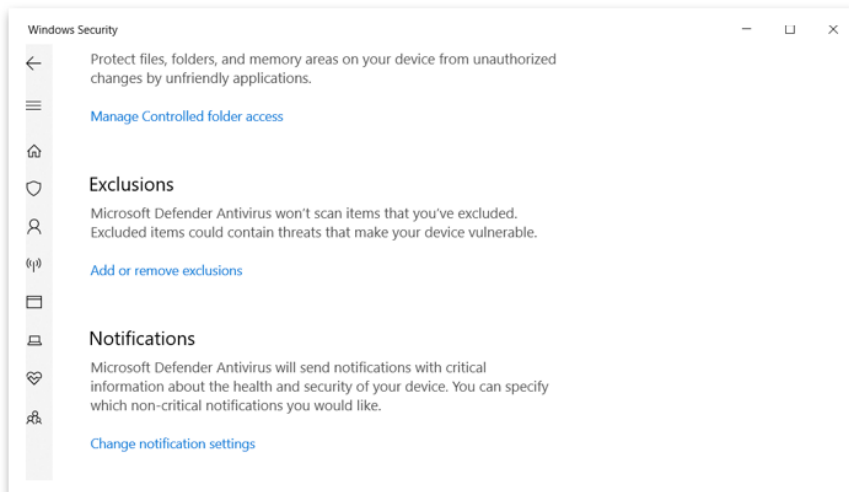 Windows Security
Protect files, folders, and memory areas on your device from unauthorized
changes by unfriendly applications.
Manage Controlled folder access
Exclusions
Microsoft Defender Antivirus won't scan items that you've excluded.
Excluded items could contain threats that make your device vulnerable.
Add or remove exclusions
Notifications
Microsoft Defender Antivirus will send notifications with critical
information about the health and security of your device. You can specify
which non-critical notifications you would like.
Change notification settings